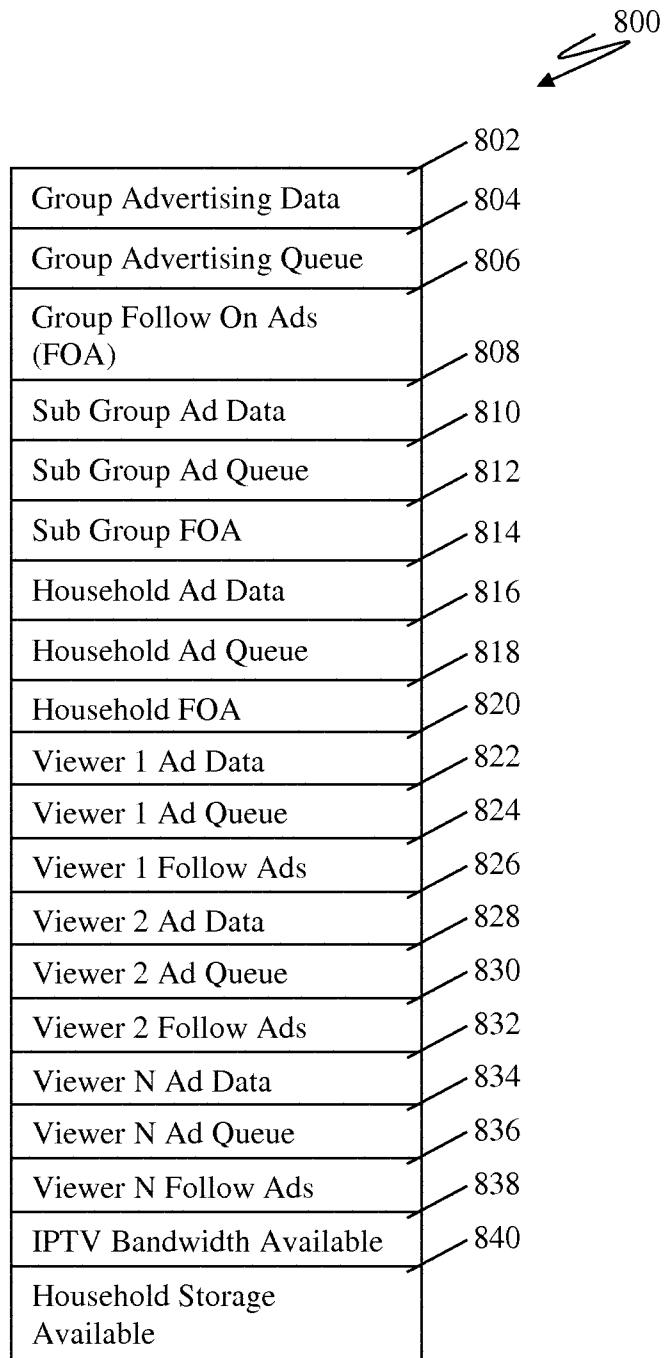 800
802
Group Advertising Data
804
Group Advertising Queue
806
Group Follow On Ads
(FOA)
808
Sub Group Ad Data
810
Sub Group Ad Queue
812
Sub Group FOA
814
Household Ad Data
816
Household Ad Queue
818
Household FOA
820
Viewer 1 Ad Data
822
Viewer 1 Ad Queue
824
Viewer 1 Follow Ads
826
Viewer 2 Ad Data
828
Viewer 2 Ad Queue
830
Viewer 2 Follow Ads
832
Viewer N Ad Data
834
Viewer N Ad Queue
836
Viewer N Follow Ads
838
IPTV Bandwidth Available
840
Household Storage
Available